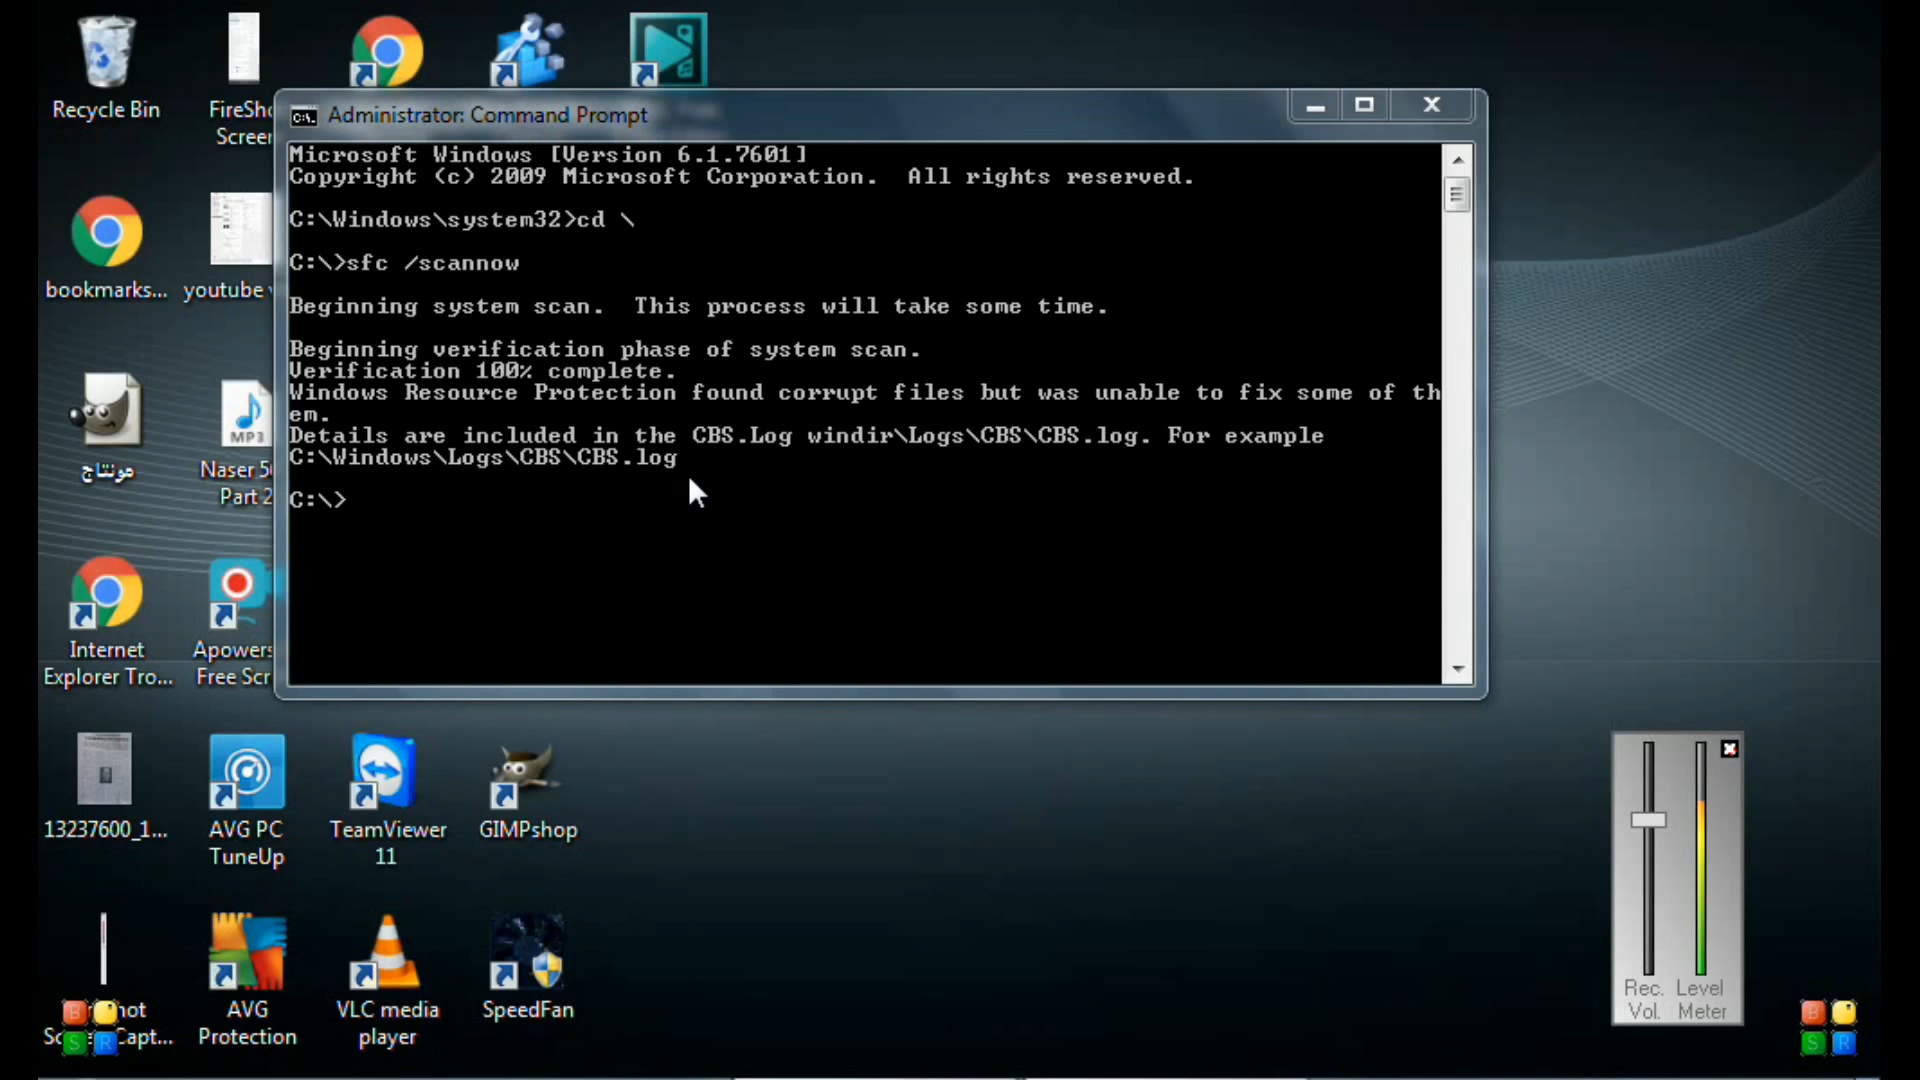 Recycle Bin
FireSho
Screen
Administrator: Command Prompt
Microsoft Windows [Version 6.1.7601]
Copyright (c) 2009 Microsoft Corporation.  All rights reserved.
C:\Windows\system32>cd \
C:\>sfc /scannow
Beginning system scan.  This process will take some time.
Beginning verification phase of system scan.
Verification 100% complete.
Windows Resource Protection found corrupt files but was unable to fix some of th
em.
Details are included in the CBS.Log windir\Logs\CBS\CBS.log. For example
C:\Windows\Logs\CBS\CBS.log
C:\>
bookmarks...
youtube
مونتاج
MP3
Naser 5
Part 2
Internet
Explorer Tro...
Apowers
Free Scr
13237600_1...
AVG PC
TuneUp
TeamViewer
11
GIMPshop
AVG
Protection
VLC media
player
SpeedFan
hot
Capt...
B
S R
Rec. Level
Vol. Meter
B
S R